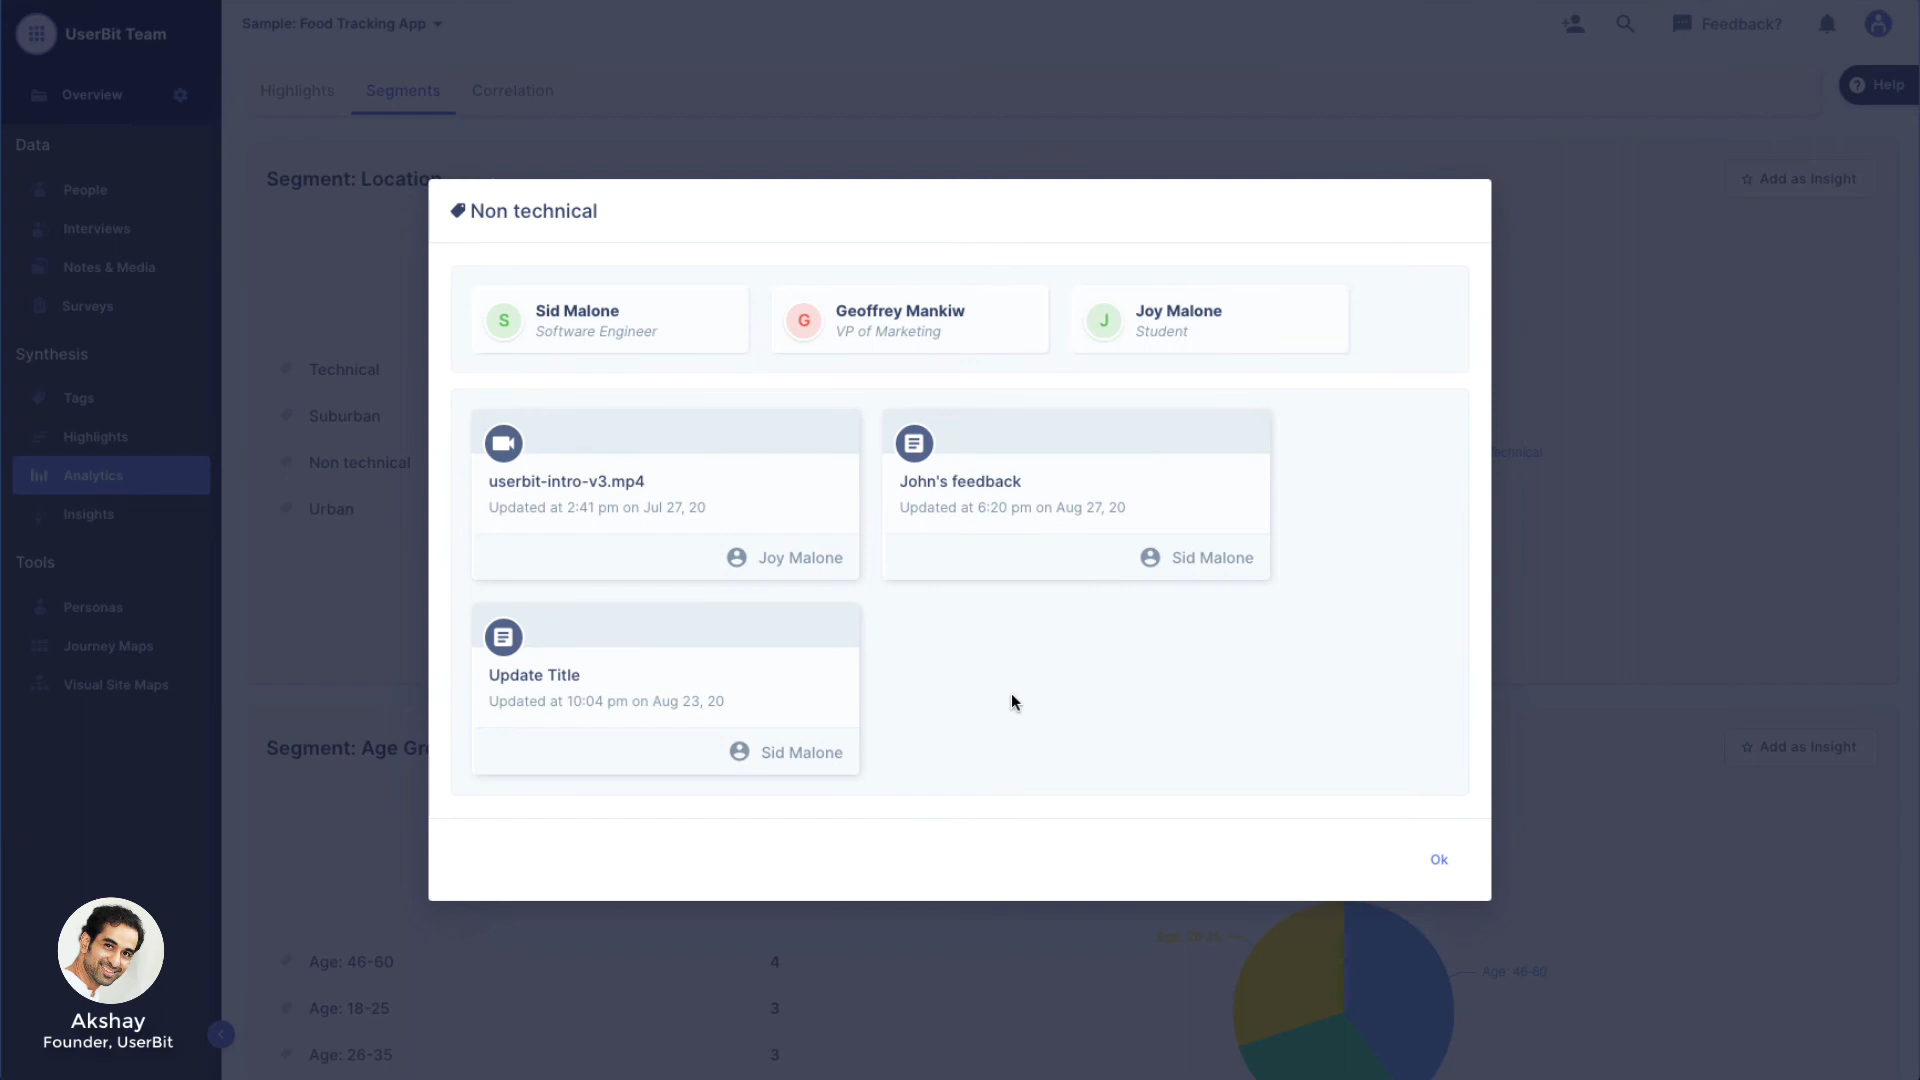 UserBit Team
Sample: Food Tracking App
Feedback?
Overview
Highlights
Segments
Correlation
Help
Data
People
Interviews
Notes & Media
Surveys
Synthesis
Tags
Highlights
Analytics
Insights
Tools
Personas
Journey Maps
Visual Site Maps
Segment: Location
Add as Insight
Technical
Suburban
Non technical
Urban
Non technical
S
Sid Malone
Software Engineer
G
Geoffrey Mankiw
VP of Marketing
J
Joy Malone
Student
userbit-intro-v3.mp4
Updated at 2:41 pm on Jul 27, 20
Joy Malone
John's feedback
Updated at 6:20 pm on Aug 27, 20
Sid Malone
Update Title
Updated at 10:04 pm on Aug 23, 20
Sid Malone
Ok
Segment: Age Gr
Add as Insight
Age: 46-60
4
Age: 18-25
3
Age: 26-35
3
Age: 46-60
Akshay
Founder, UserBit